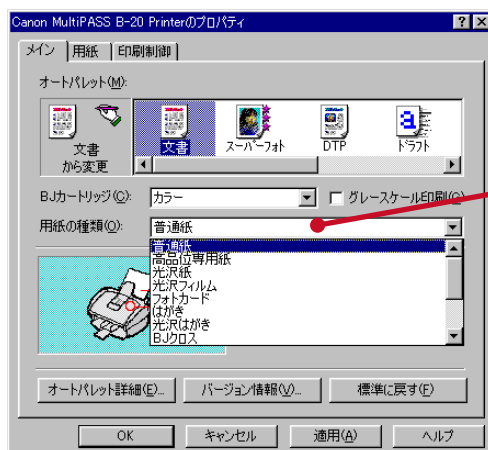 Canon MultiPASS B-20 Printerのプロパティ
メイン 用紙 印刷制御
オートパレット(M):
文書
から変更
文書 スーパーフォト DTP ドラフト
BJカートリッジ(C): カラー グレースケール印刷(G)
用紙の種類(O): 普通紙
普通紙
高品位専用紙
光沢紙
光沢フィルム
フォトカード
はがき
光沢はがき
BJクロス
オートパレット詳細(E)... バージョン情報(V)... 標準に戻す(F)
OK キャンセル 適用(A) ヘルプ